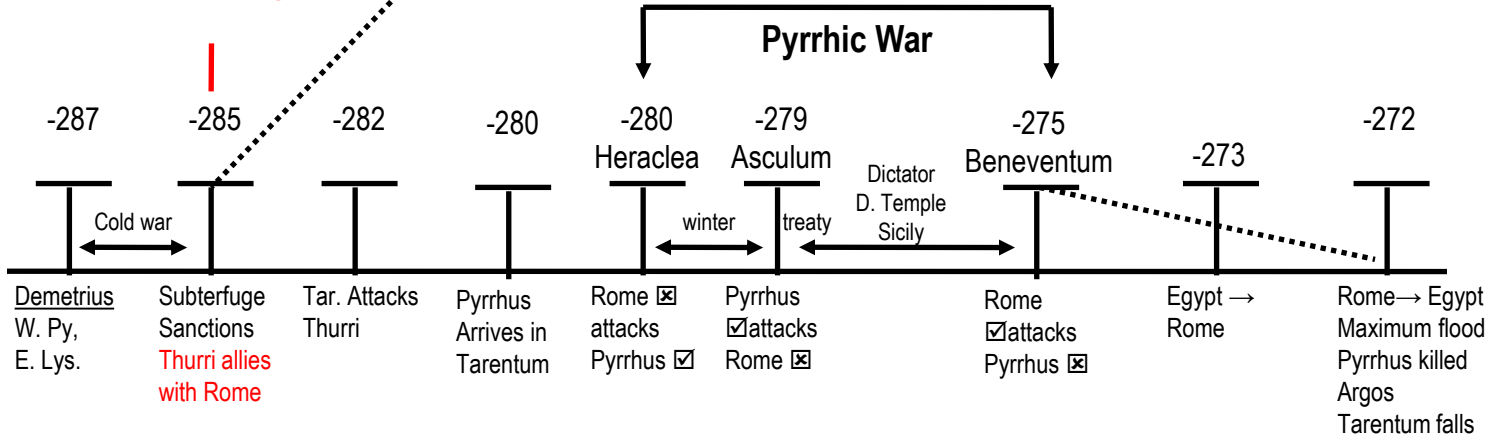 Pyrrhic War
-287
-285
-282
-280
-280
Heraclea
-279
Asculum
-275
Beneventum
-273
-272
Cold war
winter
treaty
Dictator
D. Temple
Sicily
Demetrius
W. Py,
E. Lys.
Subterfuge
Sanctions
Thurri allies
with Rome
Tar. Attacks
Thurri
Pyrrhus
Arrives in
Tarentum
Rome ☒
attacks
Pyrrhus ☑
Pyrrhus
☑attacks
Rome ☒
Rome
☑attacks
Pyrrhus ☒
Egypt →
Rome
Rome→ Egypt
Maximum flood
Pyrrhus killed
Argos
Tarentum falls